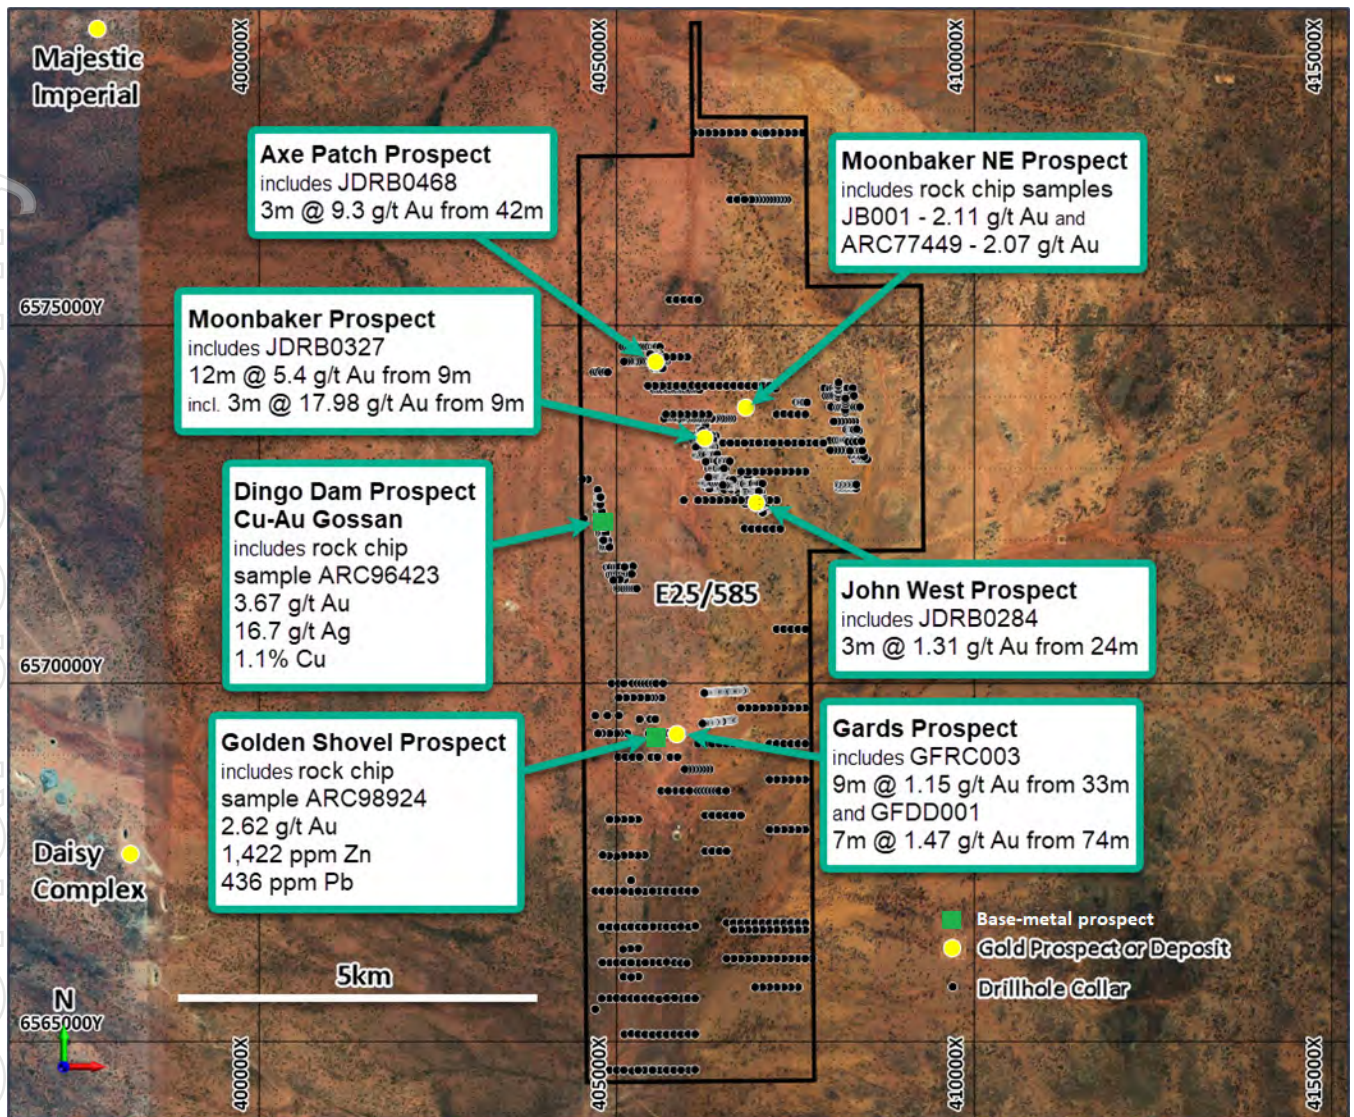 Majestic
Imperial
400000X
405000X
410000X
415000X
Axe Patch Prospect
includes JDRB0468
3m @ 9.3 g/t Au from 42m
Moonbaker NE Prospect
includes rock chip samples
JB001 - 2.11 g/t Au and
ARC77449 - 2.07 g/t Au
6575000Y
Moonbaker Prospect
includes JDRB0327
12m @ 5.4 g/t Au from 9m
incl. 3m @ 17.98 g/t Au from 9m
Dingo Dam Prospect
Cu-Au Gossan
includes rock chip
sample ARC96423
3.67 g/t Au
16.7 g/t Ag
1.1% Cu
E25/585
John West Prospect
includes JDRB0284
3m @ 1.31 g/t Au from 24m
6570000Y
Golden Shovel Prospect
includes rock chip
sample ARC98924
2.62 g/t Au
1,422 ppm Zn
436 ppm Pb
Gards Prospect
includes GFRC003
9m @ 1.15 g/t Au from 33m
and GFDD001
7m @ 1.47 g/t Au from 74m
Daisy
Complex
Base-metal prospect
Gold Prospect or Deposit
Drillhole Collar
5km
N
6565000Y
400000X
405000X
410000X
415000X